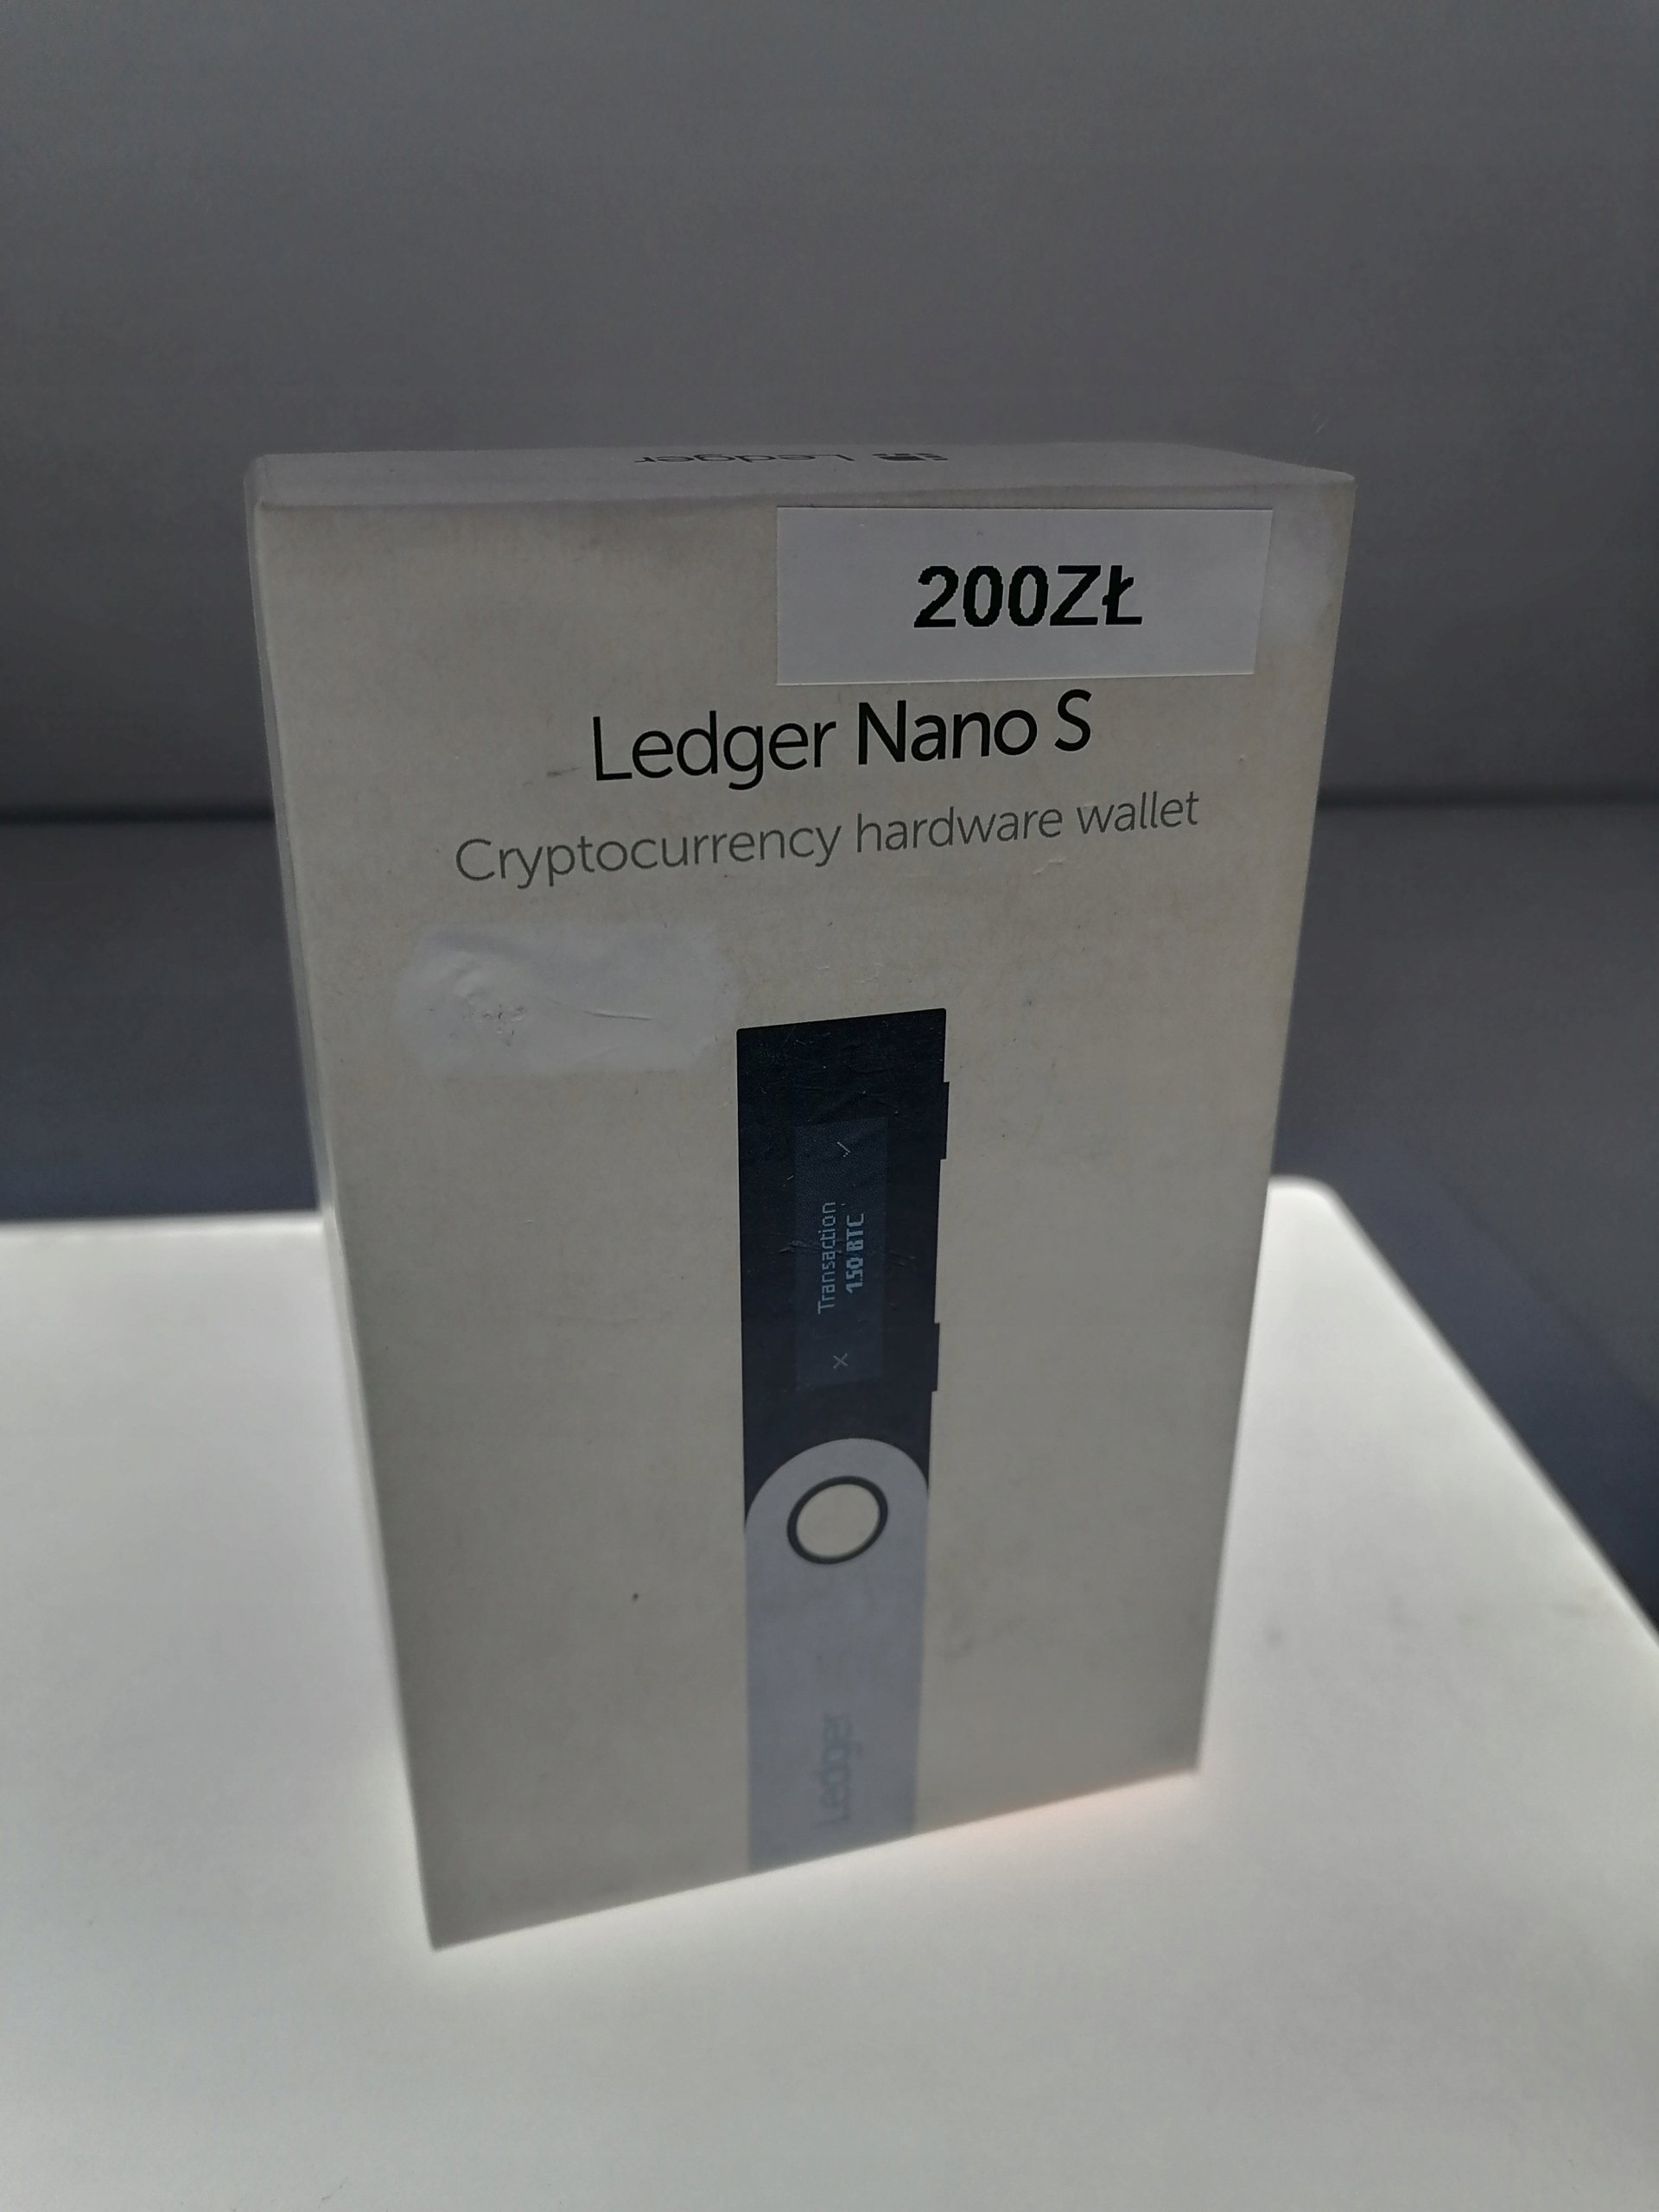 Ledger
200ZŁ
Ledger Nano S
Cryptocurrency hardware wallet
Transaction
1.50 BTC
Ledger